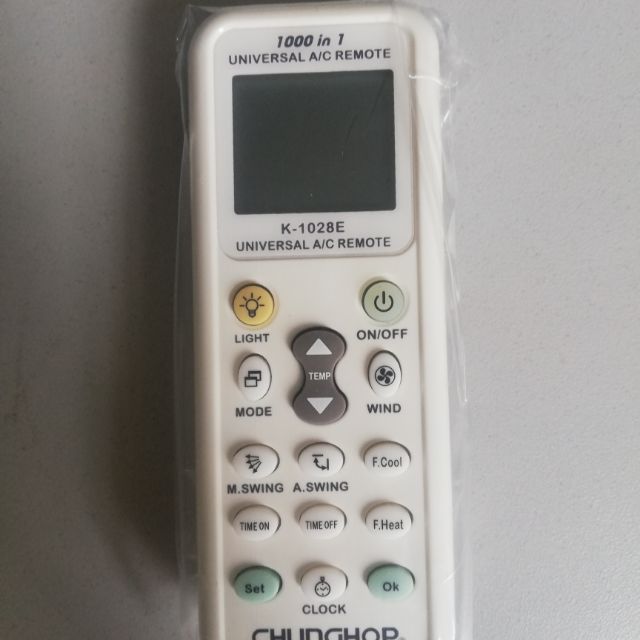 1000 in 1
UNIVERSAL A/C REMOTE
K-1028E
UNIVERSAL A/C REMOTE
LIGHT
ON/OFF
TEMP
MODE
WIND
F.Cool
M.SWING
A.SWING
TIME ON
TIME OFF
F.Heat
Set
Ok
CLOCK
CHUNGHOP